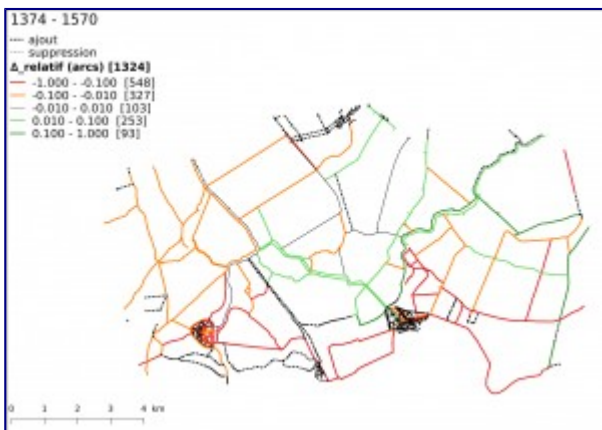 1374 - 1570
ajout
suppression
Δ_relatif (arcs) [1324]
-1.000 - -0.100 [548]
-0.100 - -0.010 [327]
-0.010 - 0.010 [103]
0.010 - 0.100 [253]
0.100 - 1.000 [93]
0 1 2 3 4 km